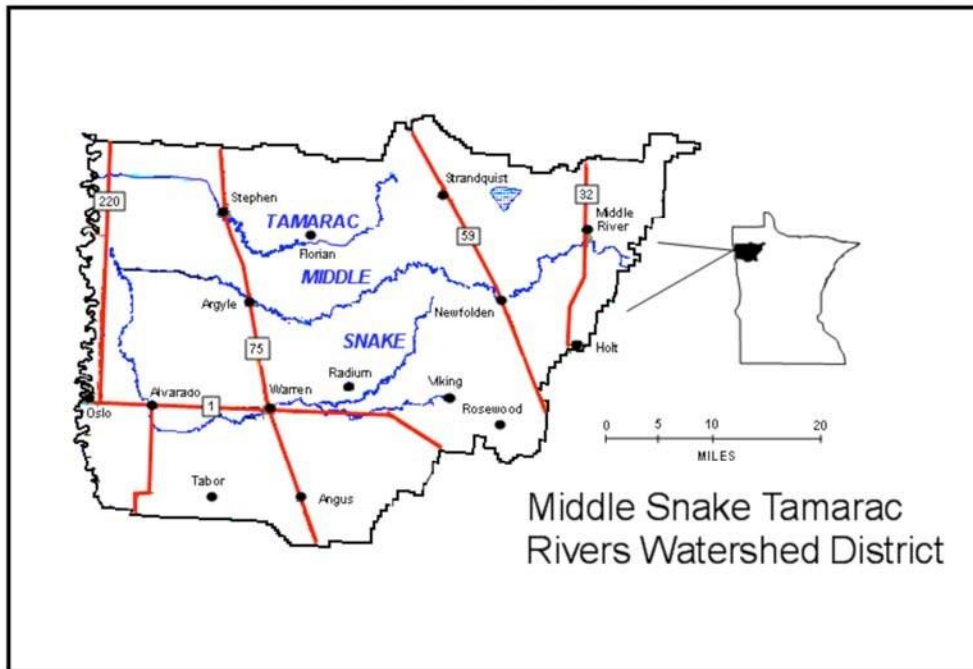 Strandquist
220
32
Stephen
TAMARAC
Middle
River
59
Florian
MIDDLE
Argyle
Newfolden
SNAKE
75
Holt
Radium
Viking
Alvarado
Warren
1
Oslo
Rosewood
0 5 10 20
MILES
Tabor
Angus
Middle Snake Tamarac
Rivers Watershed District